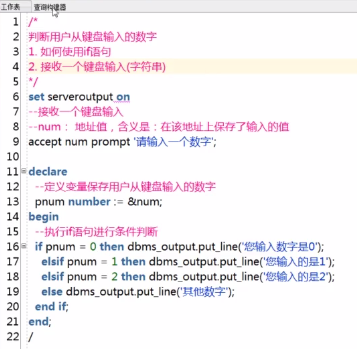 工作表 查询构建器
1 /*
2 判断用户从键盘输入的数字
3 1. 如何使用if语句
4 2. 接收一个键盘输入(字符串)
5 */
6 set serveroutput on
7 --接收一个键盘输入
8 --num： 地址值，含义是：在该地址上保存了输入的值
9 accept num prompt '请输入一个数字';
10
11 declare
12 --定义变量保存用户从键盘输入的数字
13 pnum number := &num;
14 begin
15 --执行if语句进行条件判断
16 if pnum = 0 then dbms_output.put_line('您输入数字是0');
17 elsif pnum = 1 then dbms_output.put_line('您输入的是1');
18 elsif pnum = 2 then dbms_output.put_line('您输入的是2');
19 else dbms_output.put_line('其他数字');
20 end if;
21 end;
22 /